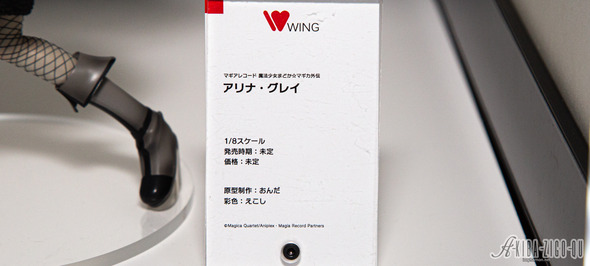 WING
マギアレコード 魔法少女まどか☆マギカ外伝
アリナ・グレイ
1/8スケール
発売時期：未定
価格：未定
原型制作：おんだ
彩色：えこし
©Magica Quartet/Aniplex・Magia Record Partners
AKIBA-ZUKO-DU